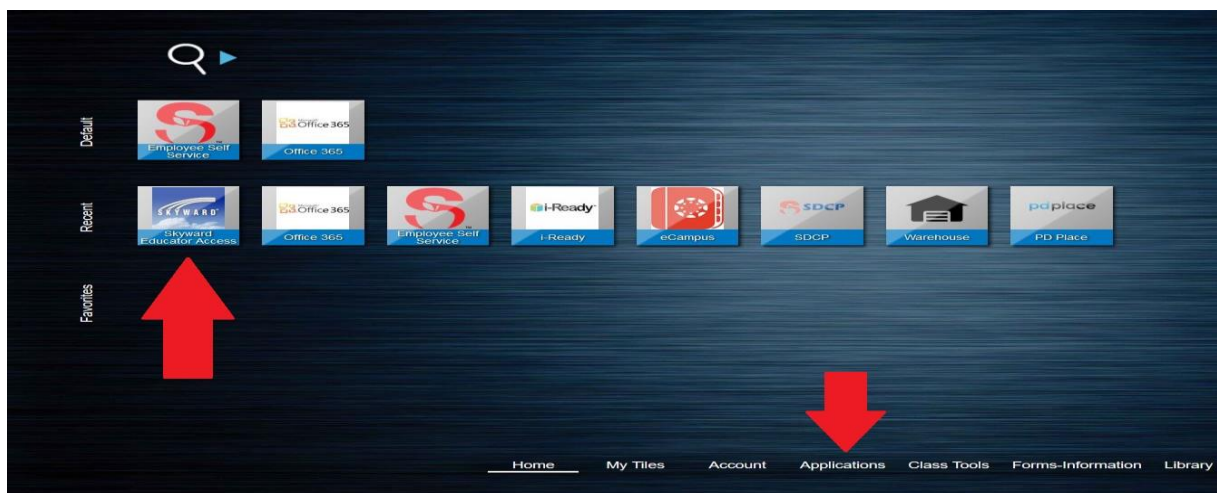 Default
Employee Self
Service
Office 365
Office 365
Recent
SKYWARD
Skyward
Educator Access
Office 365
Office 365
Employee Self
Service
i-Ready
i-Ready
eCampus
SDCP
SDCP
Warehouse
pdplace
PD Place
Favorites
Home My Tiles Account Applications Class Tools Forms-Information Library